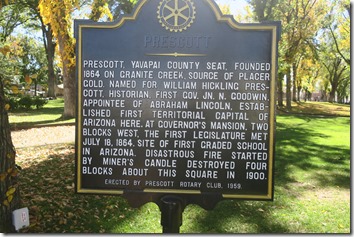 PRESCOTT
PRESCOTT, YAVAPAI COUNTY SEAT, FOUNDED
1864 ON GRANITE CREEK, SOURCE OF PLACER
GOLD. NAMED FOR WILLIAM HICKLING PRES-
COTT, HISTORIAN. FIRST GOV. JN. N. GOODWIN,
APPOINTEE OF ABRAHAM LINCOLN, ESTAB-
LISHED FIRST TERRITORIAL CAPITAL OF
ARIZONA HERE, AT GOVERNOR'S MANSION, TWO
BLOCKS WEST, THE FIRST LEGISLATURE MET
JULY 18, 1864. SITE OF FIRST GRADED SCHOOL
IN ARIZONA. DISASTROUS FIRE STARTED
BY MINER'S CANDLE DESTROYED FOUR
BLOCKS ABOUT THIS SQUARE IN 1900.
ERECTED BY PRESCOTT ROTARY CLUB, 1959